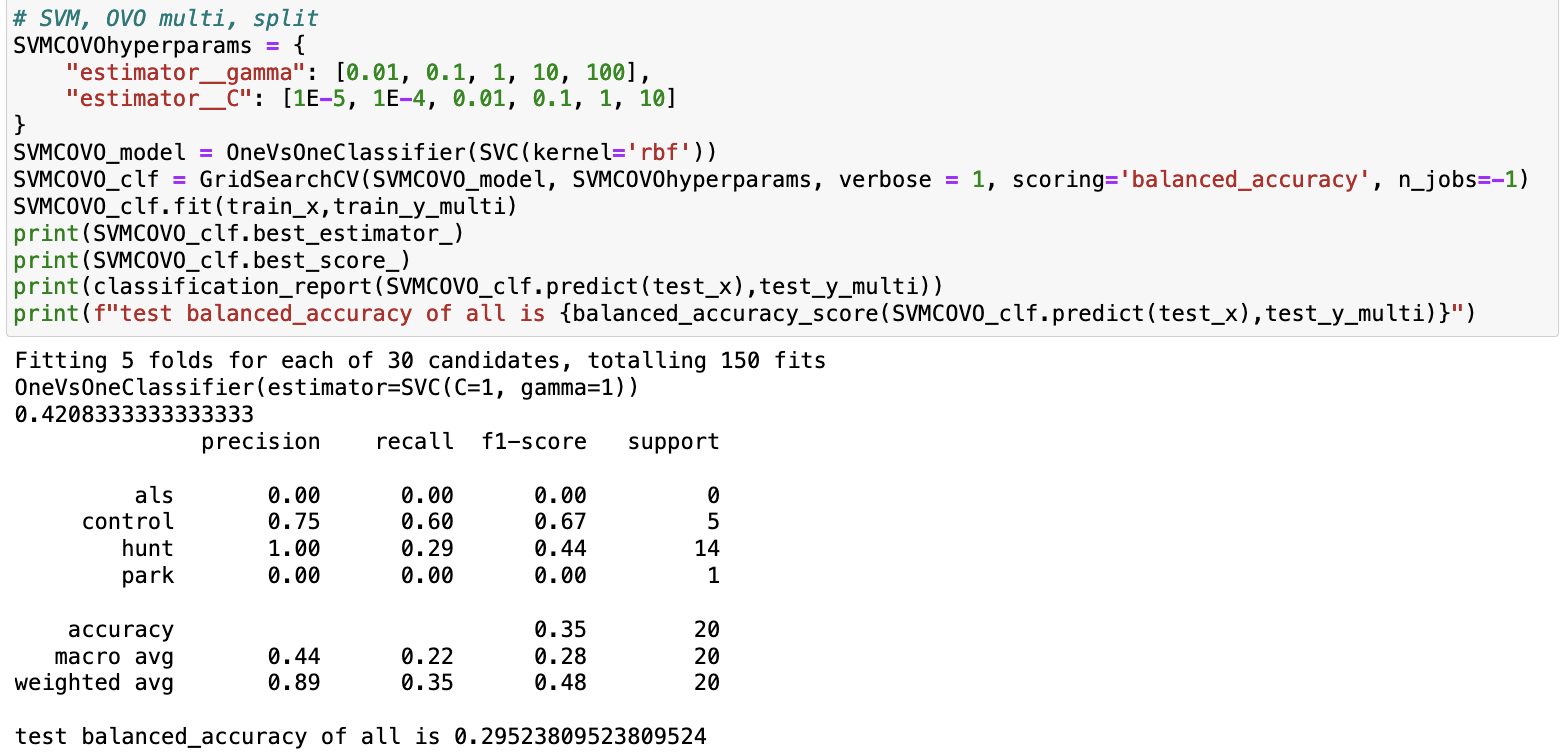 # SVM, OVO multi, split
SVMCOVOhyperparams = {
    "estimator__gamma": [0.01, 0.1, 1, 10, 100],
    "estimator__C": [1E-5, 1E-4, 0.01, 0.1, 1, 10]
}
SVMCOVO_model = OneVsOneClassifier(SVC(kernel='rbf'))
SVMCOVO_clf = GridSearchCV(SVMCOVO_model, SVMCOVOhyperparams, verbose = 1, scoring='balanced_accuracy', n_jobs=-1)
SVMCOVO_clf.fit(train_x,train_y_multi)
print(SVMCOVO_clf.best_estimator_)
print(SVMCOVO_clf.best_score_)
print(classification_report(SVMCOVO_clf.predict(test_x),test_y_multi))
print(f"test balanced_accuracy of all is {balanced_accuracy_score(SVMCOVO_clf.predict(test_x),test_y_multi)}")
Fitting 5 folds for each of 30 candidates, totalling 150 fits
OneVsOneClassifier(estimator=SVC(C=1, gamma=1))
0.4208333333333333
              precision    recall  f1-score   support
         als       0.00      0.00      0.00         0
     control       0.75      0.60      0.67         5
        hunt       1.00      0.29      0.44        14
        park       0.00      0.00      0.00         1
    accuracy                           0.35        20
   macro avg       0.44      0.22      0.28        20
weighted avg       0.89      0.35      0.48        20
test balanced_accuracy of all is 0.29523809523809524